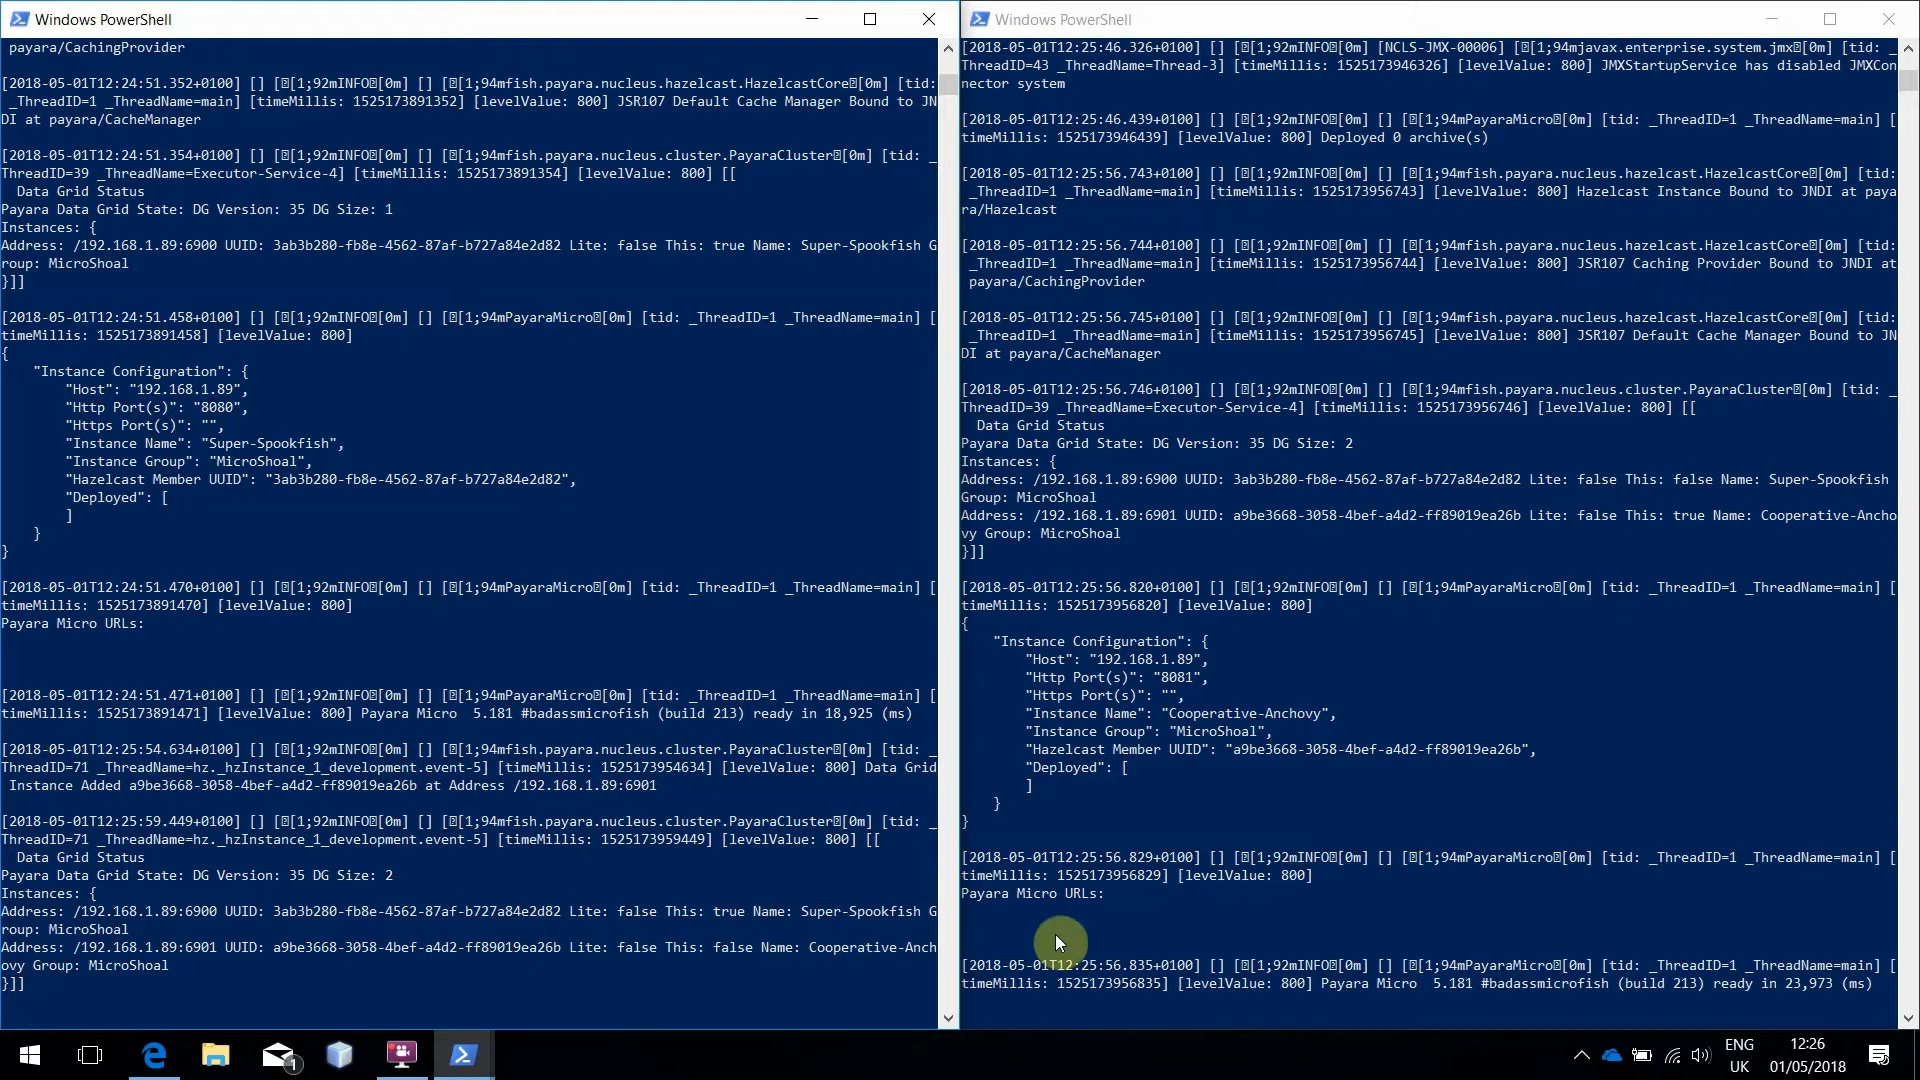 Windows PowerShell
payara/CachingProvider
[2018-05-01T12:24:51.352+0100] [] [[1;92mINFO[0m] [] [[1;94mfish.payara.nucleus.hazelcast.HazelcastCore[0m] [tid:
_ThreadID=1 _ThreadName=main] [timeMillis: 1525173891352] [levelValue: 800] JSR107 Default Cache Manager Bound to JN
DI at payara/CacheManager
[2018-05-01T12:24:51.354+0100] [] [[1;92mINFO[0m] [] [[1;94mfish.payara.nucleus.cluster.PayaraCluster[0m] [tid: _
ThreadID=39 _ThreadName=Executor-Service-4] [timeMillis: 1525173891354] [levelValue: 800] [[
Data Grid Status
Payara Data Grid State: DG Version: 35 DG Size: 1
Instances: {
Address: /192.168.1.89:6900 UUID: 3ab3b280-fb8e-4562-87af-b727a84e2d82 Lite: false This: true Name: Super-Spookfish G
roup: MicroShoal
}]]
[2018-05-01T12:24:51.458+0100] [] [[1;92mINFO[0m] [] [[1;94mPayaraMicro[0m] [tid: _ThreadID=1 _ThreadName=main] [
timeMillis: 1525173891458] [levelValue: 800]
{
"Instance Configuration": {
"Host": "192.168.1.89",
"Http Port(s)": "8080",
"Https Port(s)": "",
"Instance Name": "Super-Spookfish",
"Instance Group": "MicroShoal",
"Hazelcast Member UUID": "3ab3b280-fb8e-4562-87af-b727a84e2d82",
"Deployed": [
]
}
}
[2018-05-01T12:24:51.470+0100] [] [[1;92mINFO[0m] [] [[1;94mPayaraMicro[0m] [tid: _ThreadID=1 _ThreadName=main] [
timeMillis: 1525173891470] [levelValue: 800]
Payara Micro URLs:
[2018-05-01T12:24:51.471+0100] [] [[1;92mINFO[0m] [] [[1;94mPayaraMicro[0m] [tid: _ThreadID=1 _ThreadName=main] [
timeMillis: 1525173891471] [levelValue: 800] Payara Micro  5.181 #badassmicrofish (build 213) ready in 18,925 (ms)
[2018-05-01T12:25:54.634+0100] [] [[1;92mINFO[0m] [] [[1;94mfish.payara.nucleus.cluster.PayaraCluster[0m] [tid: _
ThreadID=71 _ThreadName=hz._hzInstance_1_development.event-5] [timeMillis: 1525173954634] [levelValue: 800] Data Grid
Instance Added a9be3668-3058-4bef-a4d2-ff89019ea26b at Address /192.168.1.89:6901
[2018-05-01T12:25:59.449+0100] [] [[1;92mINFO[0m] [] [[1;94mfish.payara.nucleus.cluster.PayaraCluster[0m] [tid: _
ThreadID=71 _ThreadName=hz._hzInstance_1_development.event-5] [timeMillis: 1525173959449] [levelValue: 800] [[
Data Grid Status
Payara Data Grid State: DG Version: 35 DG Size: 2
Instances: {
Address: /192.168.1.89:6900 UUID: 3ab3b280-fb8e-4562-87af-b727a84e2d82 Lite: false This: true Name: Super-Spookfish G
roup: MicroShoal
Address: /192.168.1.89:6901 UUID: a9be3668-3058-4bef-a4d2-ff89019ea26b Lite: false This: false Name: Cooperative-Anch
ovy Group: MicroShoal
}]]
Windows PowerShell
[2018-05-01T12:25:46.326+0100] [] [[1;92mINFO[0m] [NCLS-JMX-00006] [[1;94mjavax.enterprise.system.jmx[0m] [tid: _
ThreadID=43 _ThreadName=Thread-3] [timeMillis: 1525173946326] [levelValue: 800] JMXStartupService has disabled JMXCon
nector system
[2018-05-01T12:25:46.439+0100] [] [[1;92mINFO[0m] [] [[1;94mPayaraMicro[0m] [tid: _ThreadID=1 _ThreadName=main] [
timeMillis: 1525173946439] [levelValue: 800] Deployed 0 archive(s)
[2018-05-01T12:25:56.743+0100] [] [[1;92mINFO[0m] [] [[1;94mfish.payara.nucleus.hazelcast.HazelcastCore[0m] [tid:
_ThreadID=1 _ThreadName=main] [timeMillis: 1525173956743] [levelValue: 800] Hazelcast Instance Bound to JNDI at paya
ra/Hazelcast
[2018-05-01T12:25:56.744+0100] [] [[1;92mINFO[0m] [] [[1;94mfish.payara.nucleus.hazelcast.HazelcastCore[0m] [tid:
_ThreadID=1 _ThreadName=main] [timeMillis: 1525173956744] [levelValue: 800] JSR107 Caching Provider Bound to JNDI at
payara/CachingProvider
[2018-05-01T12:25:56.745+0100] [] [[1;92mINFO[0m] [] [[1;94mfish.payara.nucleus.hazelcast.HazelcastCore[0m] [tid:
_ThreadID=1 _ThreadName=main] [timeMillis: 1525173956745] [levelValue: 800] JSR107 Default Cache Manager Bound to JN
DI at payara/CacheManager
[2018-05-01T12:25:56.746+0100] [] [[1;92mINFO[0m] [] [[1;94mfish.payara.nucleus.cluster.PayaraCluster[0m] [tid: _
ThreadID=39 _ThreadName=Executor-Service-4] [timeMillis: 1525173956746] [levelValue: 800] [[
Data Grid Status
Payara Data Grid State: DG Version: 35 DG Size: 2
Instances: {
Address: /192.168.1.89:6900 UUID: 3ab3b280-fb8e-4562-87af-b727a84e2d82 Lite: false This: false Name: Super-Spookfish
Group: MicroShoal
Address: /192.168.1.89:6901 UUID: a9be3668-3058-4bef-a4d2-ff89019ea26b Lite: false This: true Name: Cooperative-Ancho
vy Group: MicroShoal
}]]
[2018-05-01T12:25:56.820+0100] [] [[1;92mINFO[0m] [] [[1;94mPayaraMicro[0m] [tid: _ThreadID=1 _ThreadName=main] [
timeMillis: 1525173956820] [levelValue: 800]
{
"Instance Configuration": {
"Host": "192.168.1.89",
"Http Port(s)": "8081",
"Https Port(s)": "",
"Instance Name": "Cooperative-Anchovy",
"Instance Group": "MicroShoal",
"Hazelcast Member UUID": "a9be3668-3058-4bef-a4d2-ff89019ea26b",
"Deployed": [
]
}
}
[2018-05-01T12:25:56.829+0100] [] [[1;92mINFO[0m] [] [[1;94mPayaraMicro[0m] [tid: _ThreadID=1 _ThreadName=main] [
timeMillis: 1525173956829] [levelValue: 800]
Payara Micro URLs:
[2018-05-01T12:25:56.835+0100] [] [[1;92mINFO[0m] [] [[1;94mPayaraMicro[0m] [tid: _ThreadID=1 _ThreadName=main] [
timeMillis: 1525173956835] [levelValue: 800] Payara Micro  5.181 #badassmicrofish (build 213) ready in 23,973 (ms)
1
ENG
UK
12:26
01/05/2018